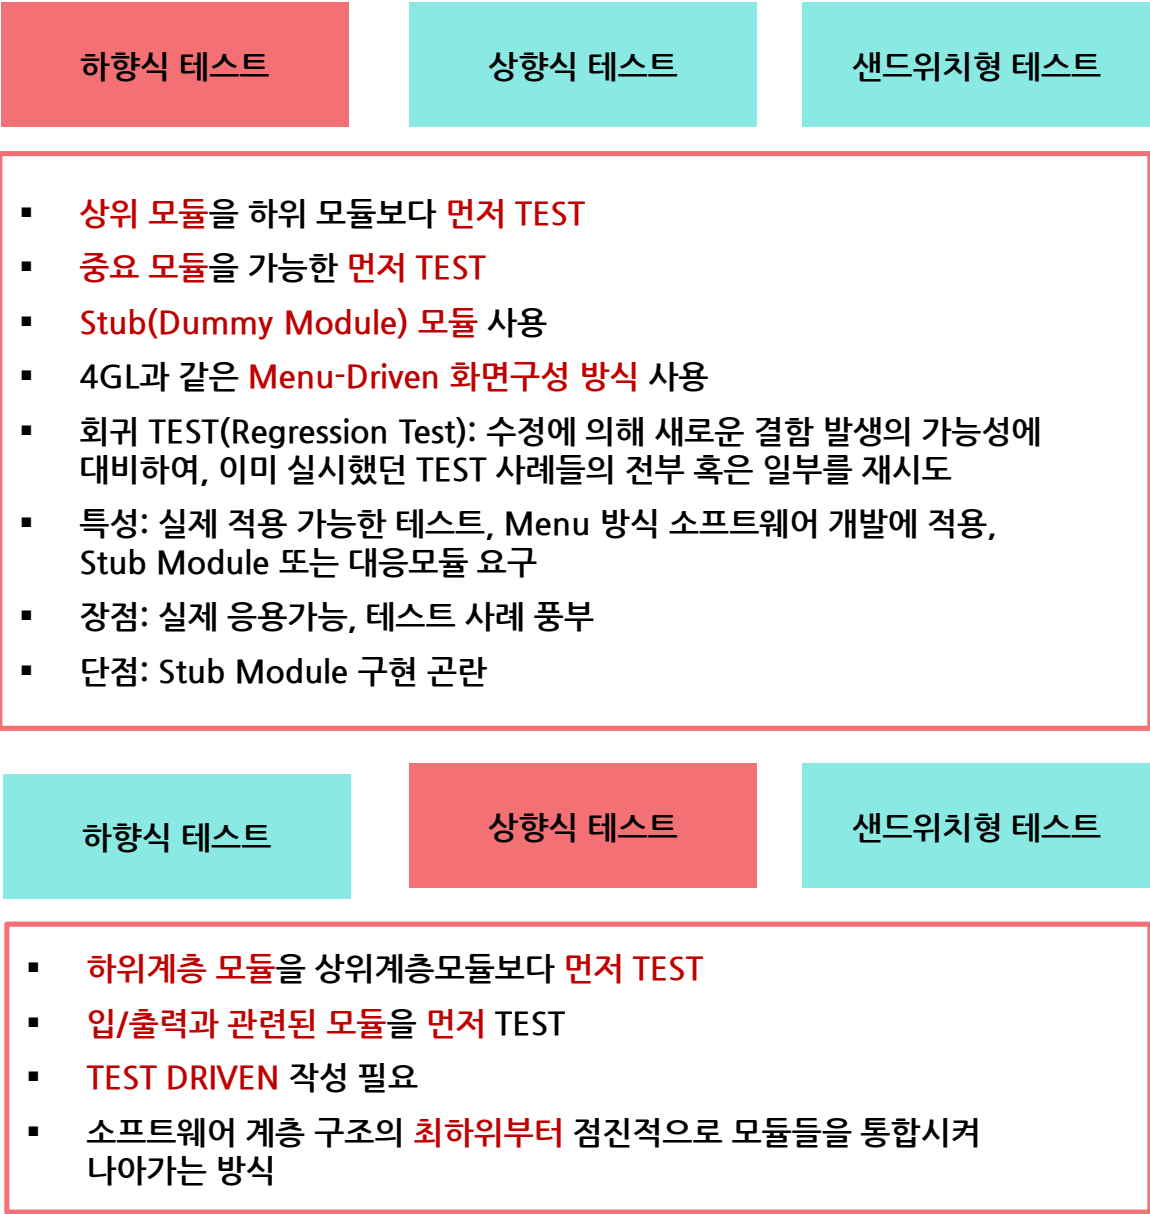 하향식 테스트
상향식 테스트
샌드위치형 테스트
▪ 상위 모듈을 하위 모듈보다 먼저 TEST
▪ 중요 모듈을 가능한 먼저 TEST
▪ Stub(Dummy Module) 모듈 사용
▪ 4GL과 같은 Menu-Driven 화면구성 방식 사용
▪ 회귀 TEST(Regression Test): 수정에 의해 새로운 결함 발생의 가능성에
대비하여, 이미 실시했던 TEST 사례들의 전부 혹은 일부를 재시도
▪ 특성: 실제 적용 가능한 테스트, Menu 방식 소프트웨어 개발에 적용,
Stub Module 또는 대응모듈 요구
▪ 장점: 실제 응용가능, 테스트 사례 풍부
▪ 단점: Stub Module 구현 곤란
하향식 테스트
상향식 테스트
샌드위치형 테스트
▪ 하위계층 모듈을 상위계층모듈보다 먼저 TEST
▪ 입/출력과 관련된 모듈을 먼저 TEST
▪ TEST DRIVEN 작성 필요
▪ 소프트웨어 계층 구조의 최하위부터 점진적으로 모듈들을 통합시켜
나아가는 방식